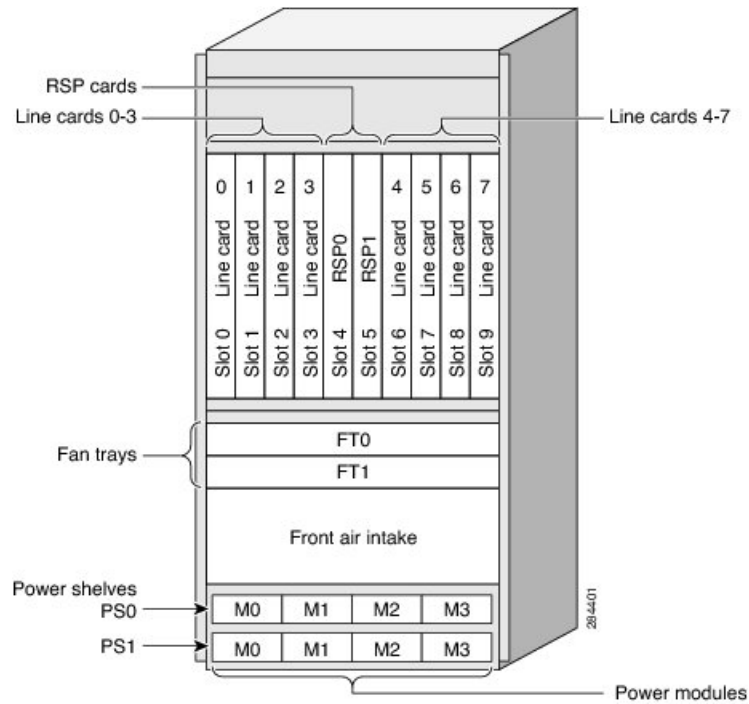 RSP cards
Line cards 0-3
Line cards 4-7
0 1 2 3 4 5 6 7
Slot 0 Line card
Slot 1 Line card
Slot 2 Line card
Slot 3 Line card
Slot 4 RSP0
Slot 5 RSP1
Slot 6 Line card
Slot 7 Line card
Slot 8 Line card
Slot 9 Line card
Fan trays
FT0
FT1
Front air intake
Power shelves
PS0
M0 M1 M2 M3
PS1
M0 M1 M2 M3
284401
Power modules